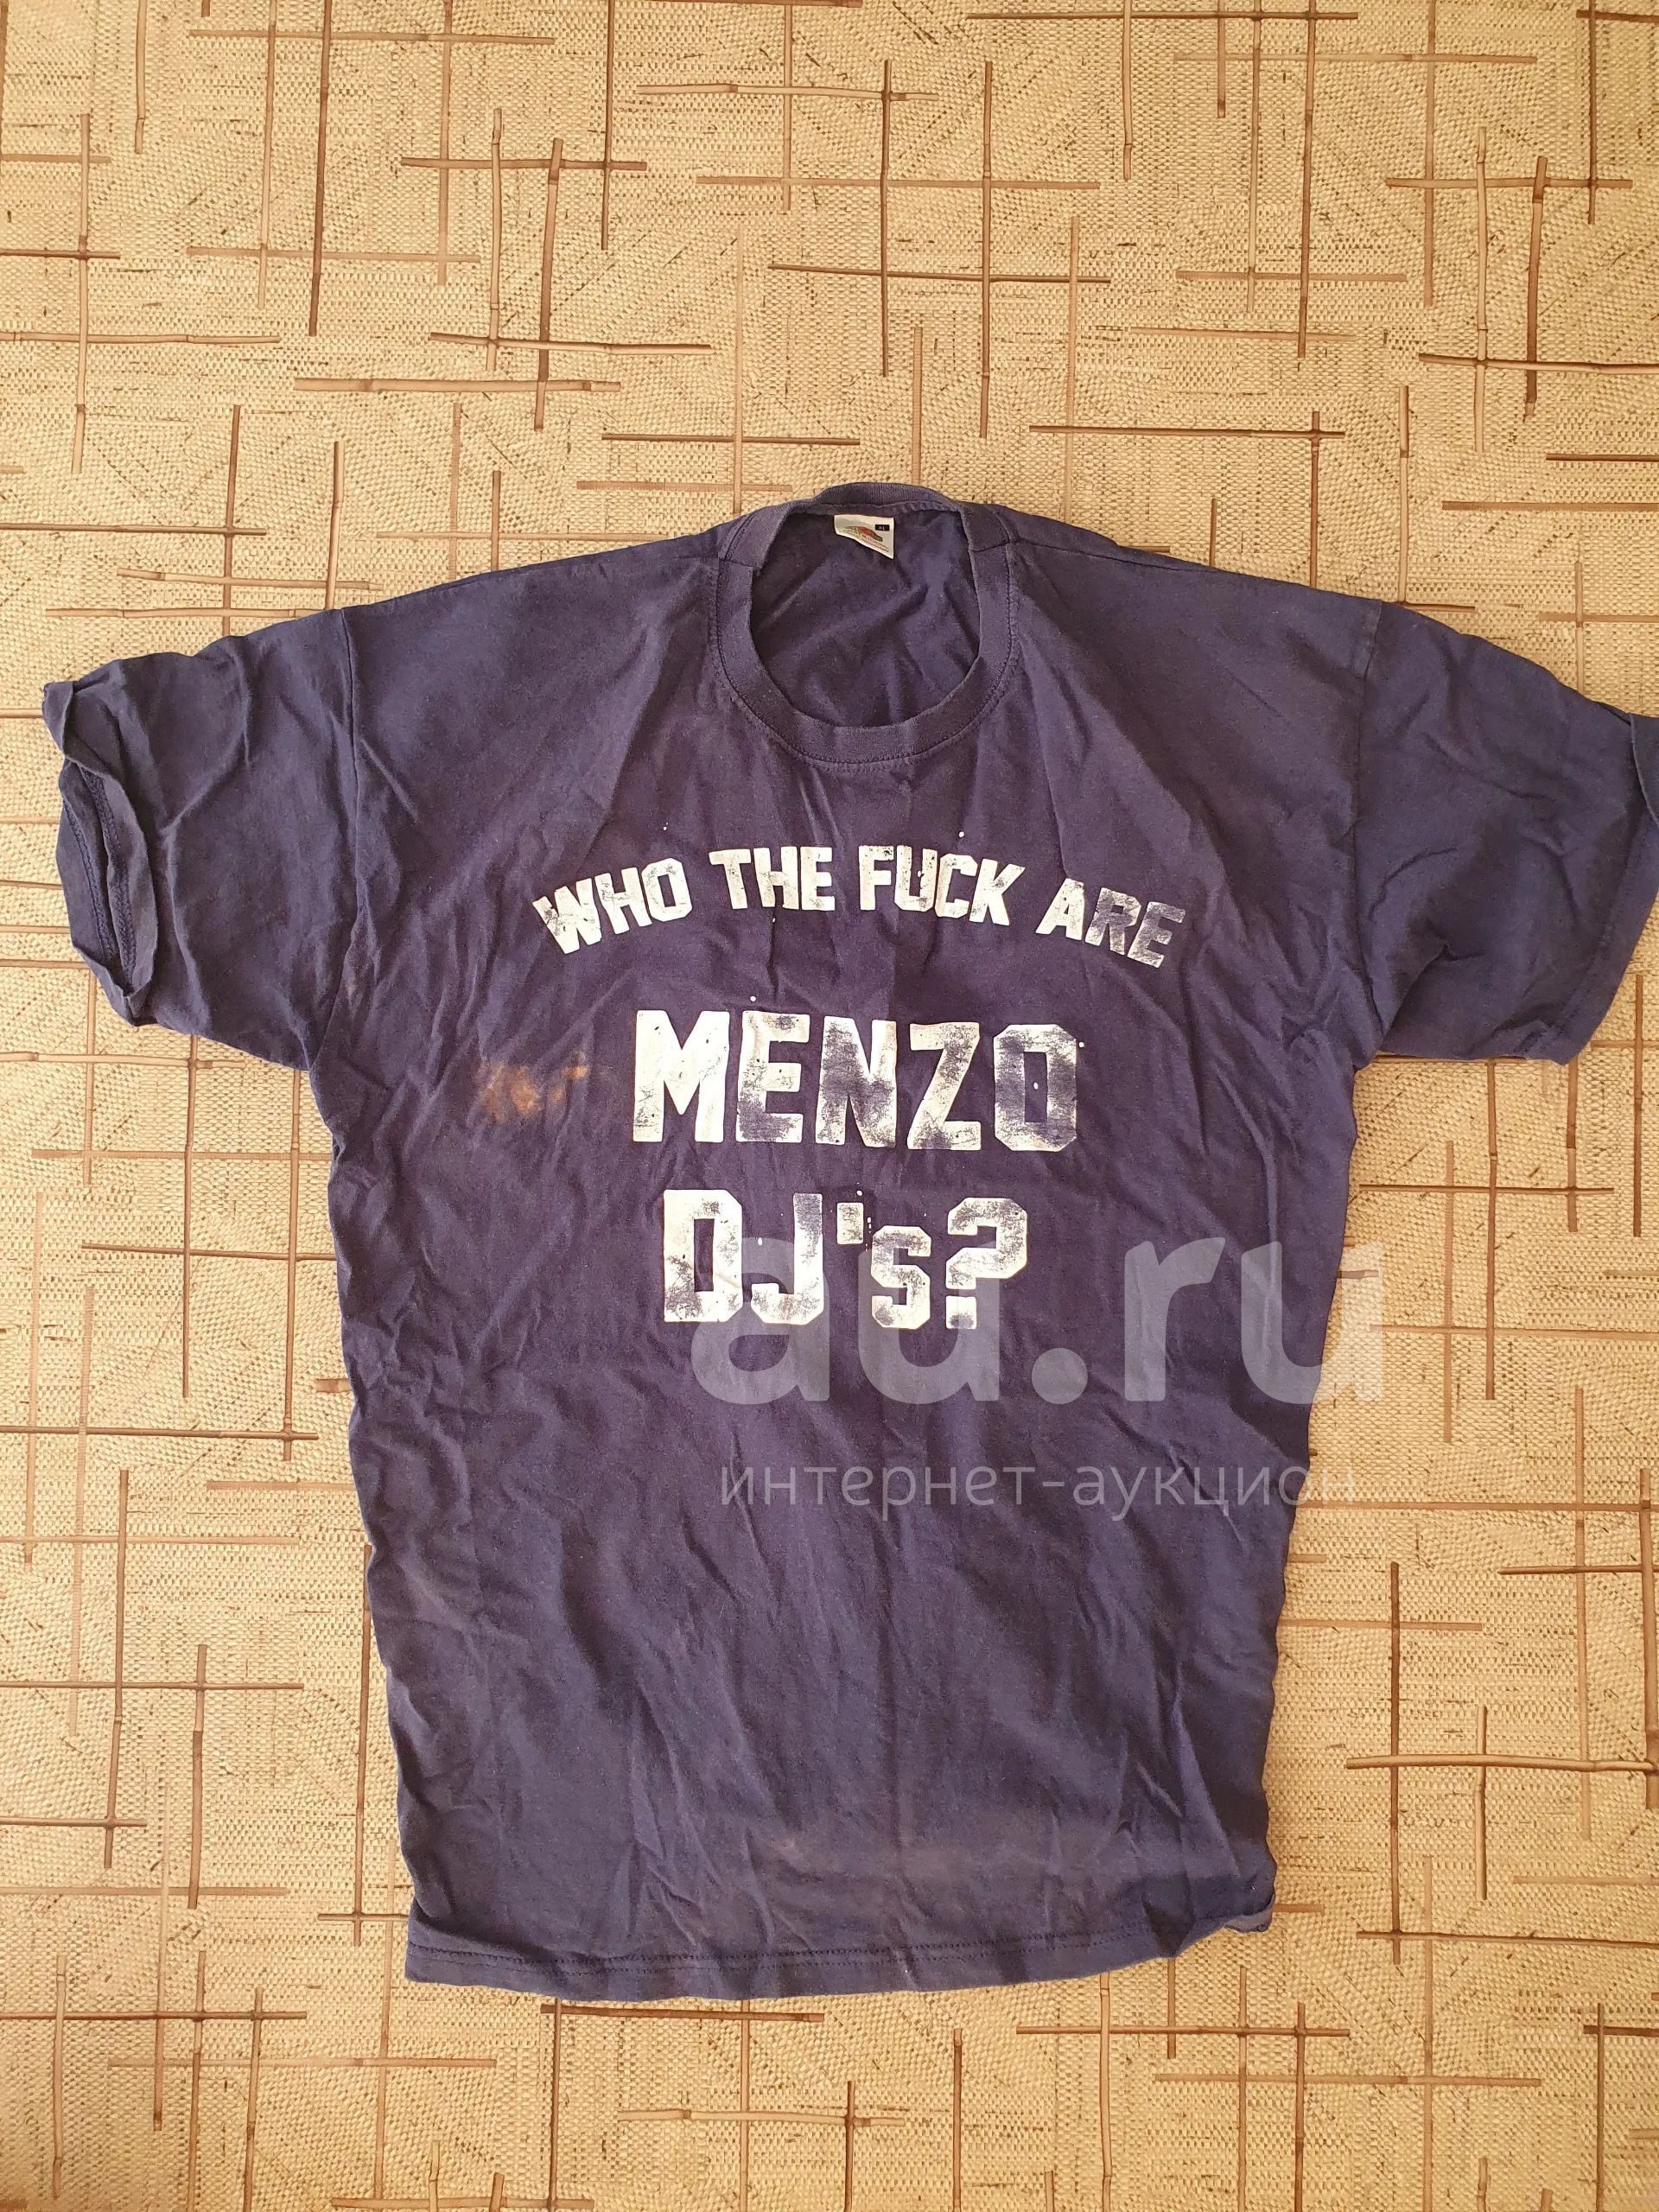 WHO THE FUCK ARE
MENZO
DJ's?
au.ru
интернет-аукцион